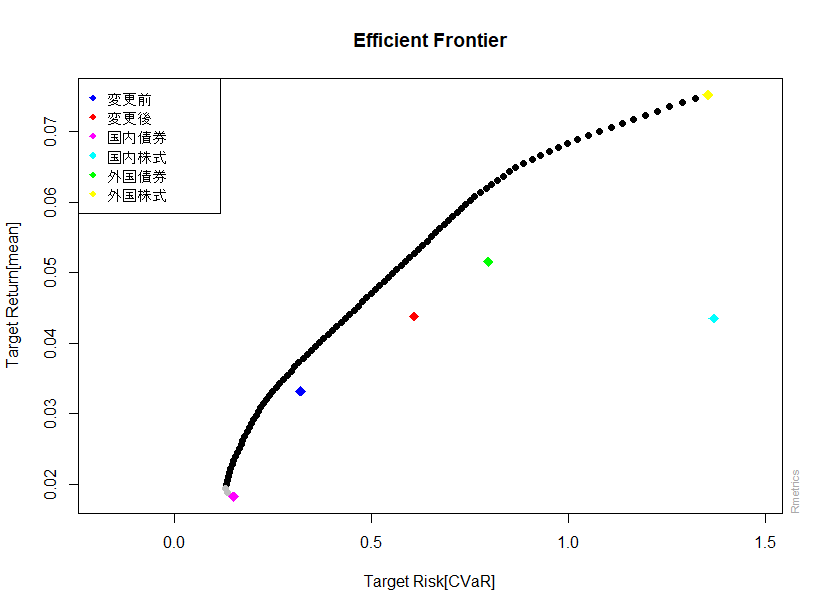 Efficient Frontier
変更前
変更後
国内債券
国内株式
外国債券
外国株式
Target Return[mean]
0.07
0.06
0.05
0.04
0.03
0.02
0.0
0.5
1.0
1.5
Target Risk[CVaR]
Rmetrics